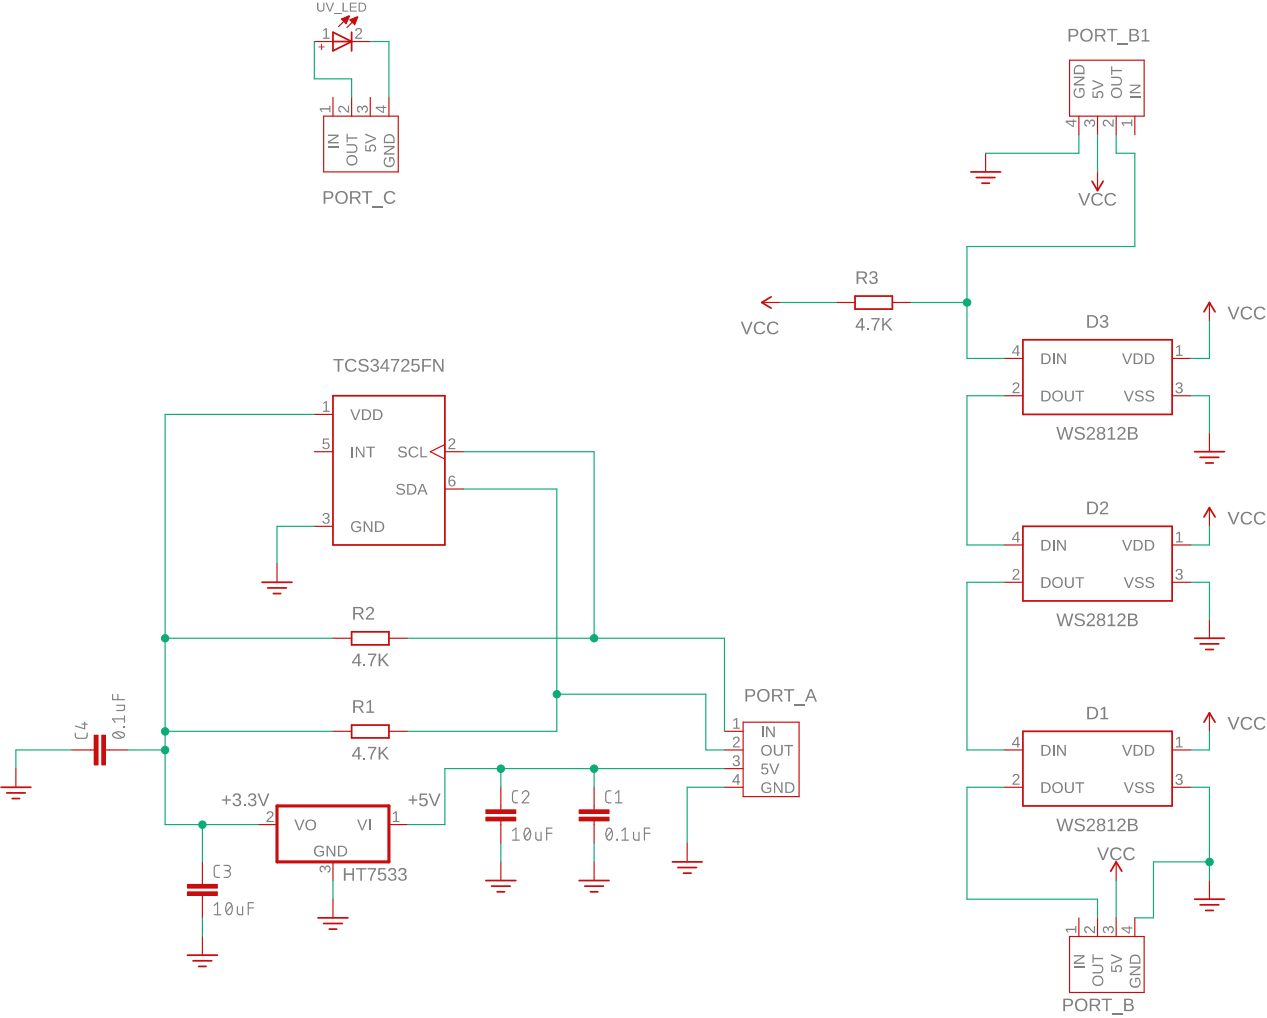 UV_LED
1 2
+
1 2 3 4
IN OUT 5V GND
PORT_C
PORT_B1
GND 5V OUT IN
4 3 2 1
VCC
R3
VCC
4.7K
D3
VCC
4 DIN VDD 1
2 DOUT VSS 3
WS2812B
TCS34725FN
1 VDD
5 INT SCL 2
SDA 6
3 GND
D2
VCC
4 DIN VDD 1
2 DOUT VSS 3
WS2812B
R2
4.7K
R1
4.7K
C4
0.1uF
PORT_A
1 IN
2 OUT
3 5V
4 GND
+3.3V +5V
2 VO VI 1
GND
3
HT7533
C3
10uF
C2
10uF
C1
0.1uF
D1
VCC
4 DIN VDD 1
2 DOUT VSS 3
WS2812B
VCC
1 2 3 4
IN OUT 5V GND
PORT_B